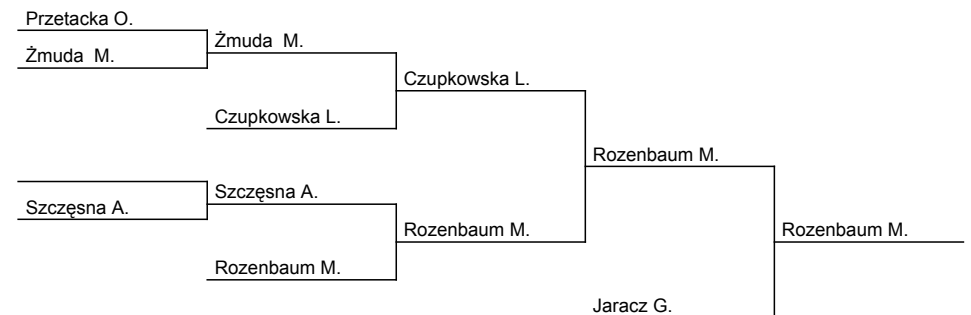 Przetacka O.
Żmuda  M.
Żmuda  M.
Czupkowska L.
Czupkowska L.
Rozenbaum M.
Szczęsna A.
Szczęsna A.
Rozenbaum M.
Rozenbaum M.
Rozenbaum M.
Jaracz G.